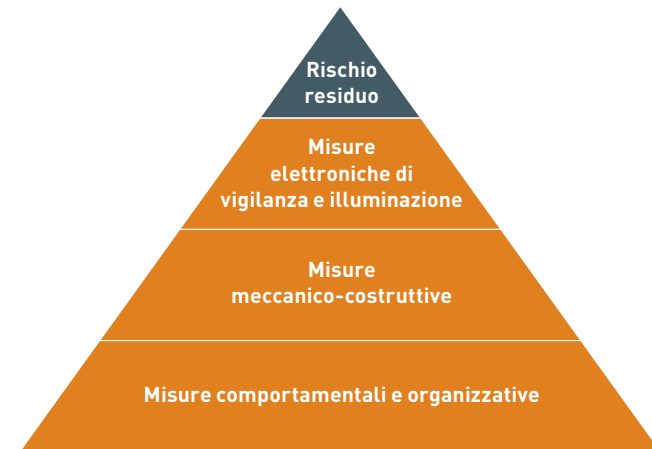 Rischio
residuo
Misure
elettroniche di
vigilanza e illuminazione
Misure
meccanico-costruttive
Misure comportamentali e organizzative